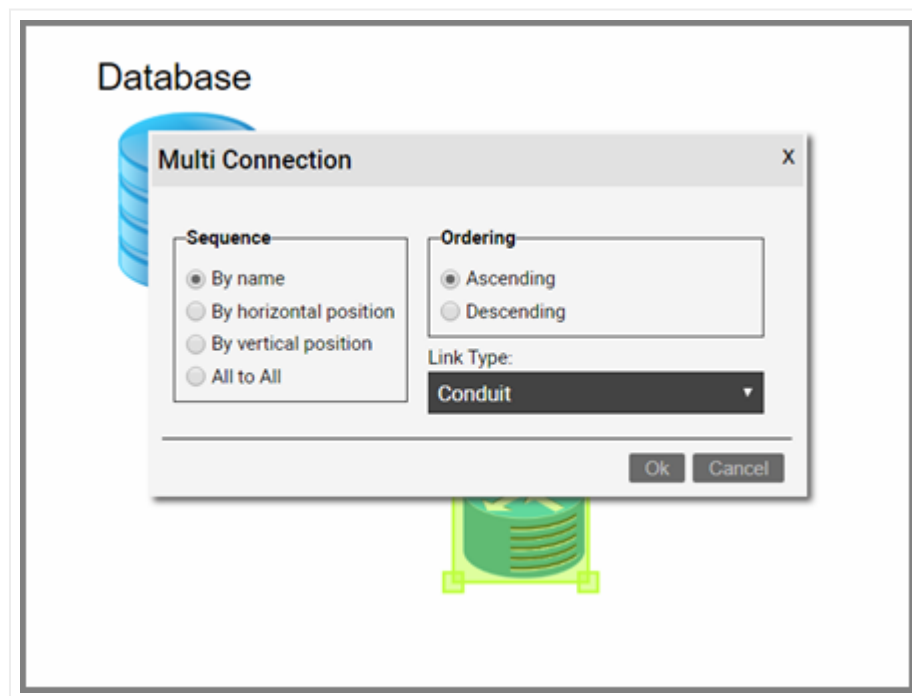 Database
Multi Connection
X
Sequence
By name
By horizontal position
By vertical position
All to All
Ordering
Ascending
Descending
Link Type:
Conduit
Ok
Cancel